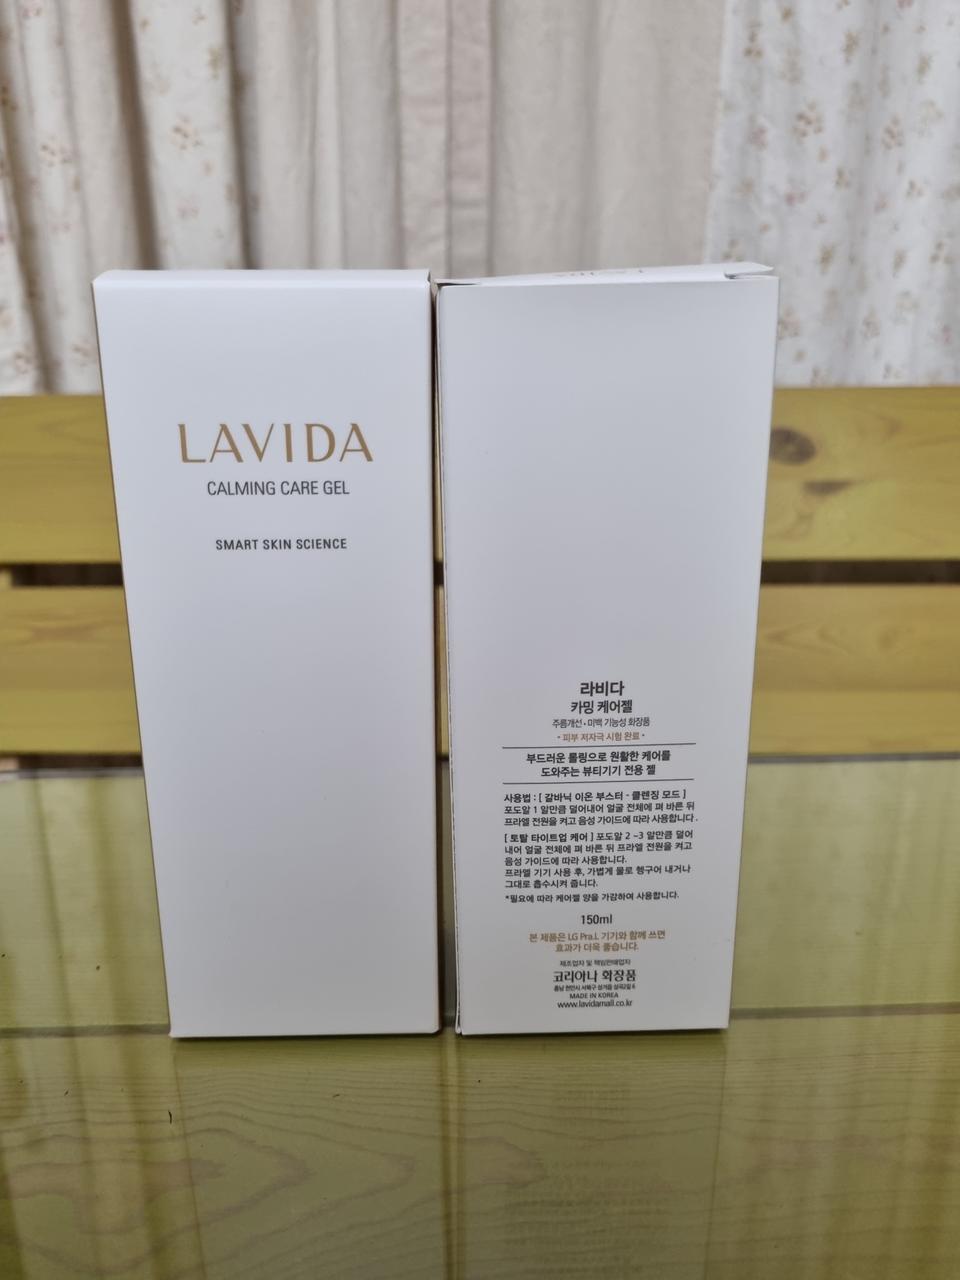 LAVIDA
CALMING CARE GEL
SMART SKIN SCIENCE
라비다
카밍 케어젤
주름개선 • 미백 기능성 화장품
- 피부 저자극 시험 완료 -
부드러운 롤링으로 원활한 케어를
도와주는 뷰티기기 전용 젤
사용법 : [ 갈바닉 이온 부스터 - 클렌징 모드 ]
포도알 1 알만큼 덜어내어 얼굴 전체에 펴 바른 뒤
프라엘 전원을 켜고 음성 가이드에 따라 사용합니다.
[ 토탈 타이트업 케어 ] 포도알 2 ~3 알만큼 덜어
내어 얼굴 전체에 펴 바른 뒤 프라엘 전원을 켜고
음성 가이드에 따라 사용합니다.
프라엘 기기 사용 후, 가볍게 물로 헹구어 내거나
그대로 흡수시켜 줍니다.
*필요에 따라 케어젤 양을 가감하여 사용합니다.
150ml
본 제품은 LG Pra.L 기기와 함께 쓰면
효과가 더욱 좋습니다.
제조업자 및 책임판매업자
코리아나 화장품
충남 천안시 서북구 성거읍 6
MADE IN KOREA
www.lavidamall.co.kr